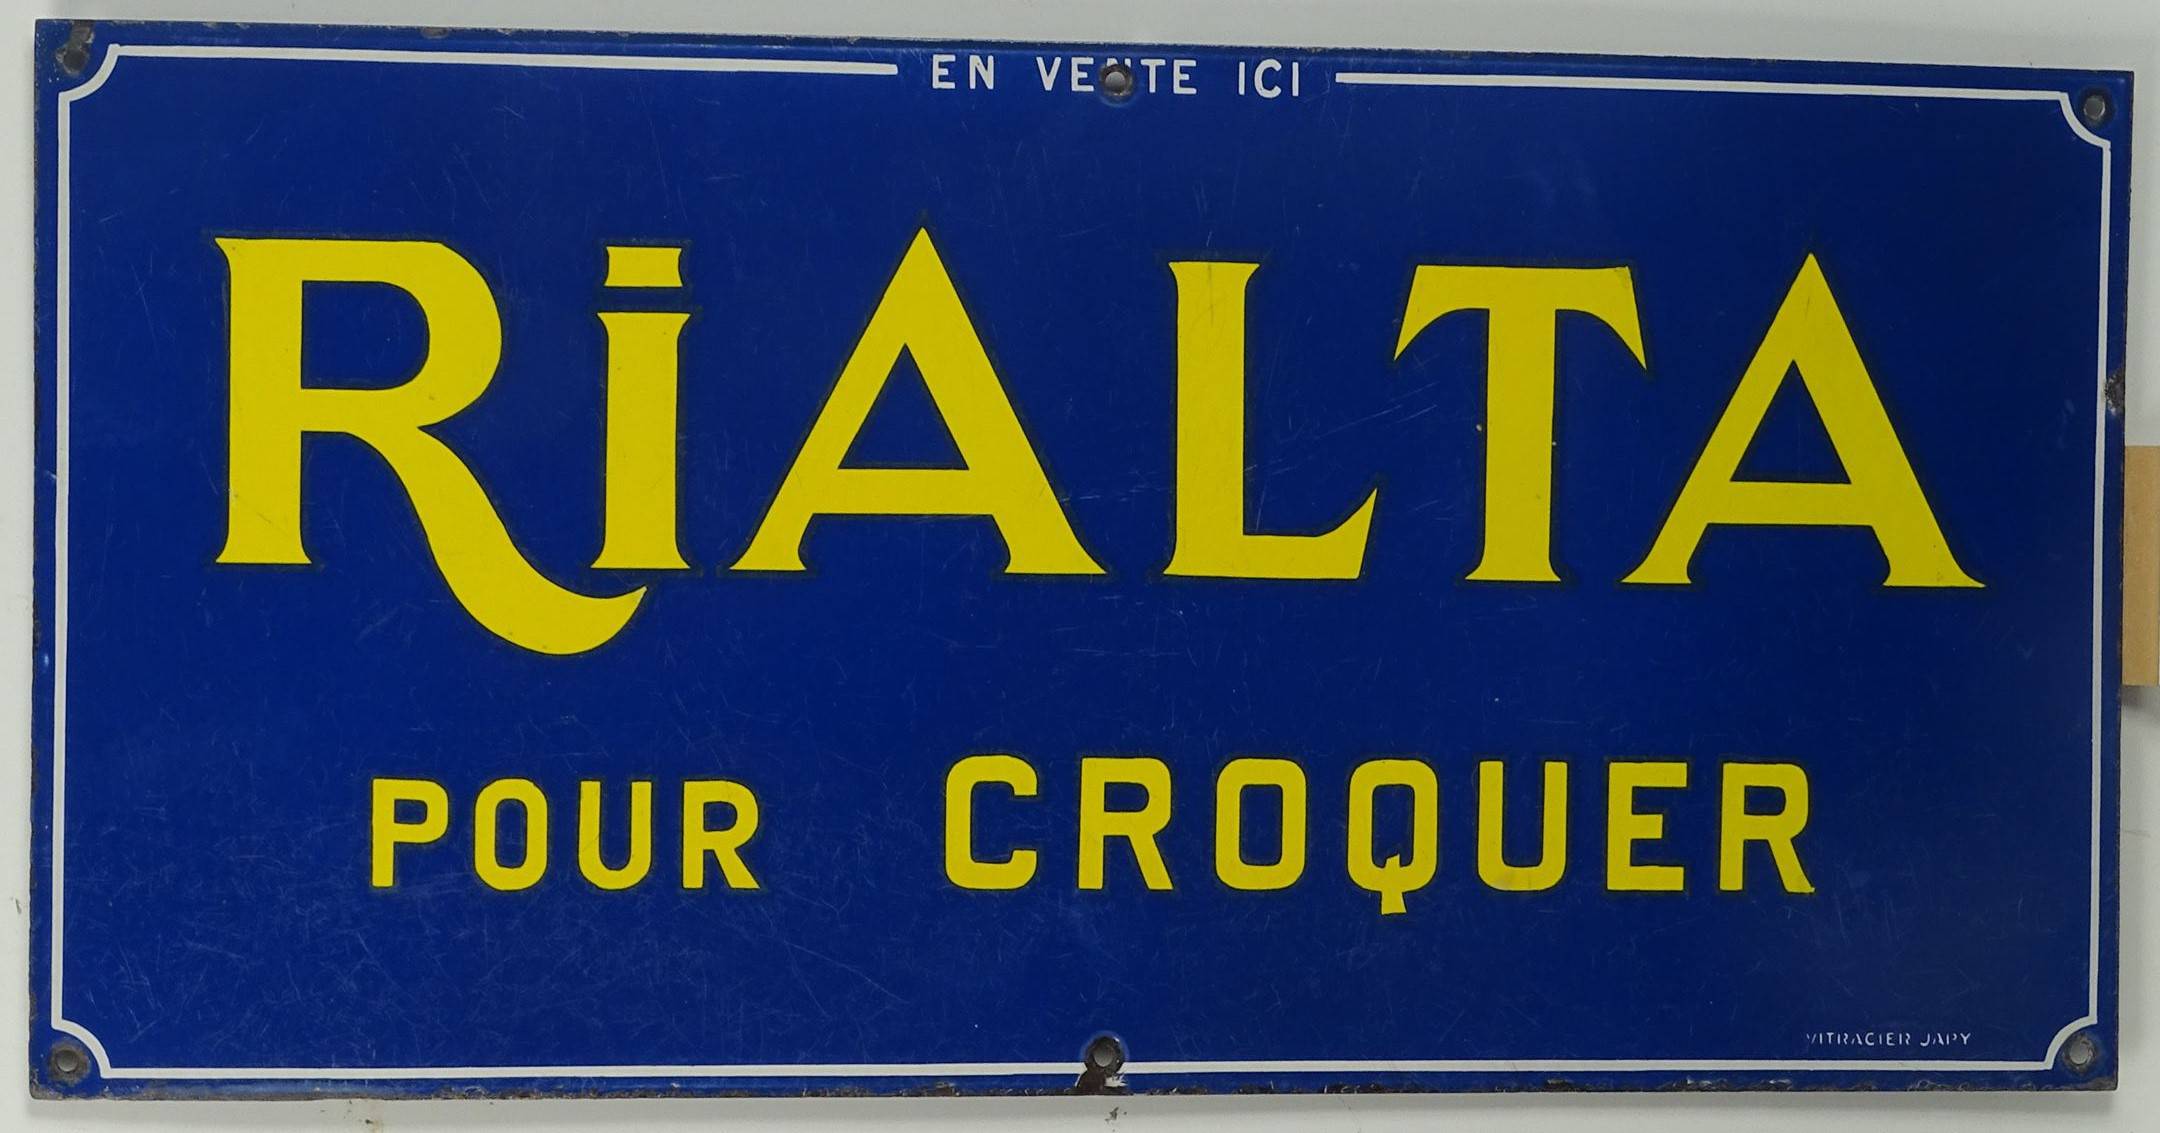 EN VENTE ICI
RiALTA
POUR CROQUER
VITRACIER JAPY